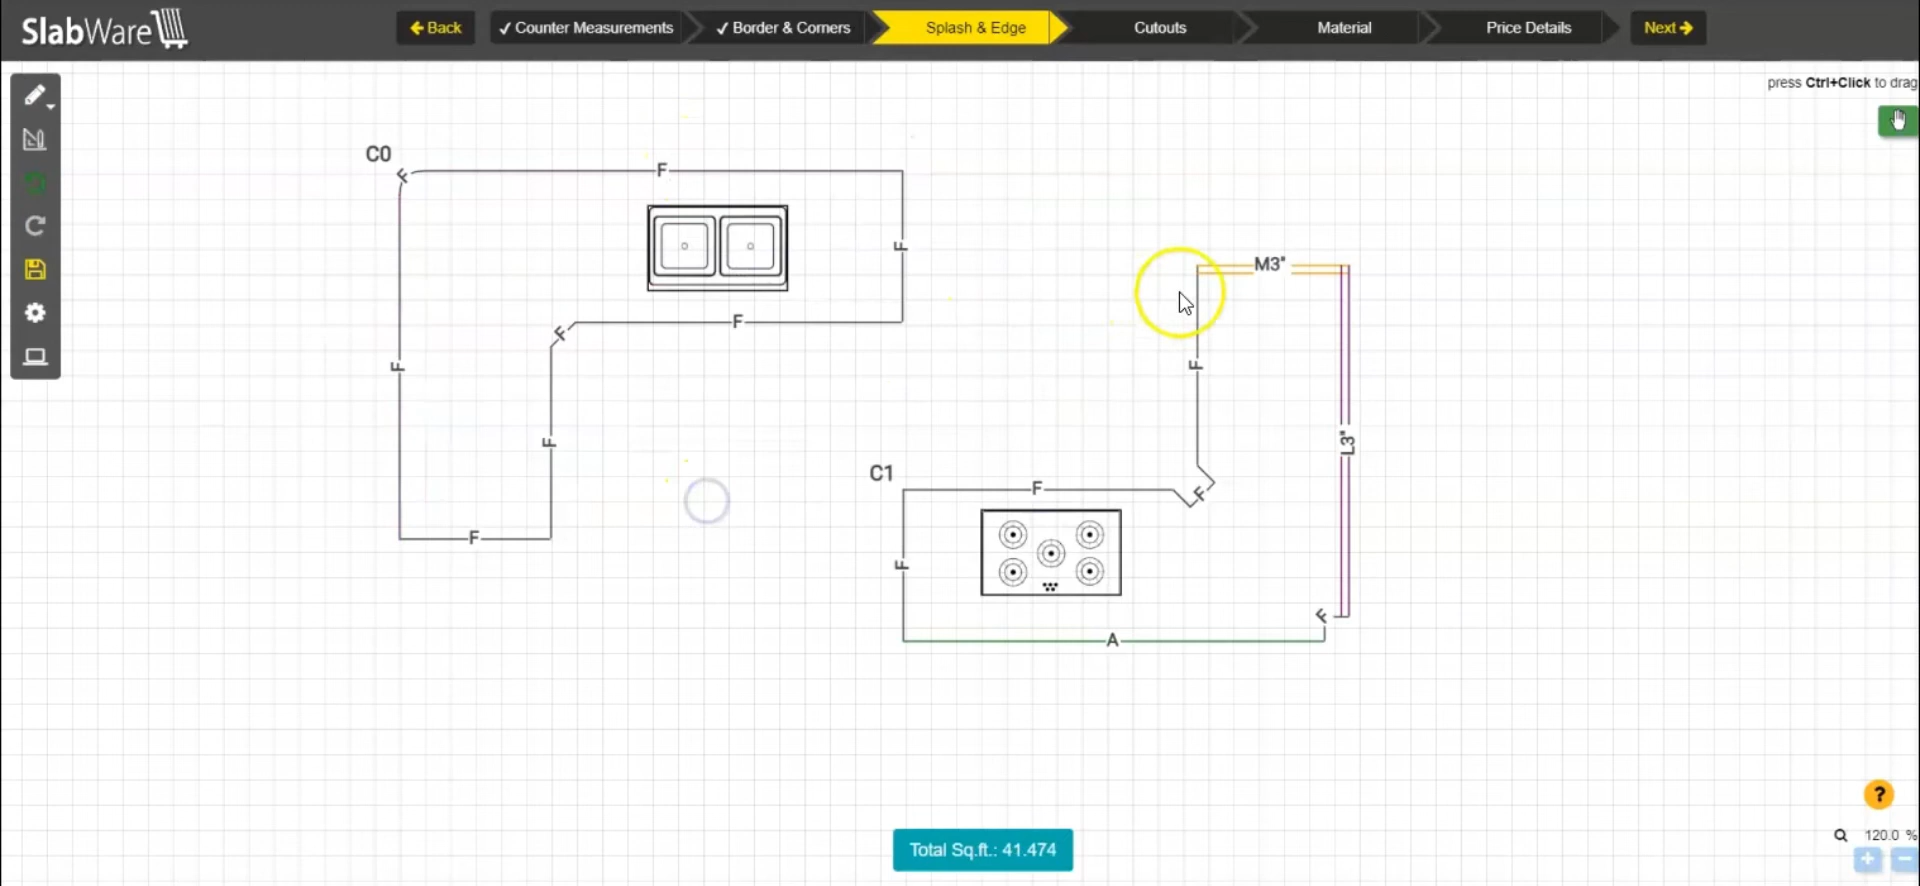 SlabWare
Back
✓ Counter Measurements
✓ Border & Corners
Splash & Edge
Cutouts
Material
Price Details
Next
press Ctrl+Click to drag
C0
F
F
F
F
F
F
F
F
M3"
F
L3"
C1
F
F
F
F
A
Total Sq.ft.: 41.474
?
120.0 %